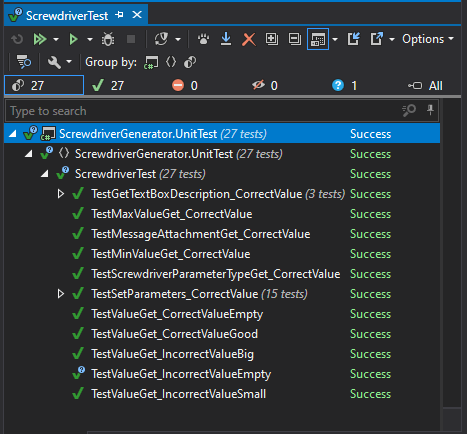 ScrewdriverTest
Options
Group by:
27 27 0 0 1 All
Type to search
ScrewdriverGenerator.UnitTest (27 tests) Success
ScrewdriverGenerator.UnitTest (27 tests) Success
ScrewdriverTest (27 tests) Success
TestGetTextBoxDescription_CorrectValue (3 tests) Success
TestMaxValueGet_CorrectValue Success
TestMessageAttachmentGet_CorrectValue Success
TestMinValueGet_CorrectValue Success
TestScrewdriverParameterTypeGet_CorrectValue Success
TestSetParameters_CorrectValue (15 tests) Success
TestValueGet_CorrectValueEmpty Success
TestValueGet_CorrectValueGood Success
TestValueGet_IncorrectValueBig Success
TestValueGet_IncorrectValueEmpty Success
TestValueGet_IncorrectValueSmall Success